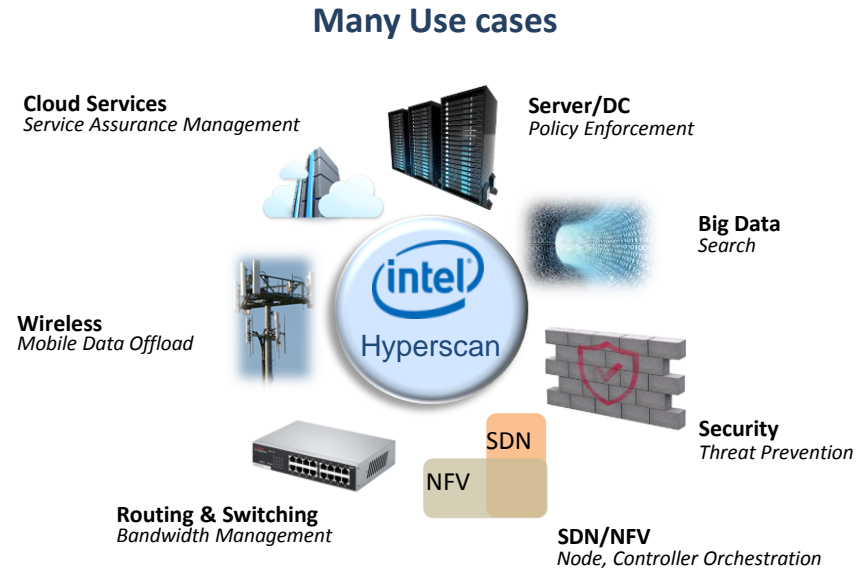 Many Use cases
Cloud Services
Service Assurance Management
Server/DC
Policy Enforcement
Big Data
Search
intel
Hyperscan
Wireless
Mobile Data Offload
Security
Threat Prevention
SDN
NFV
Routing & Switching
Bandwidth Management
SDN/NFV
Node, Controller Orchestration